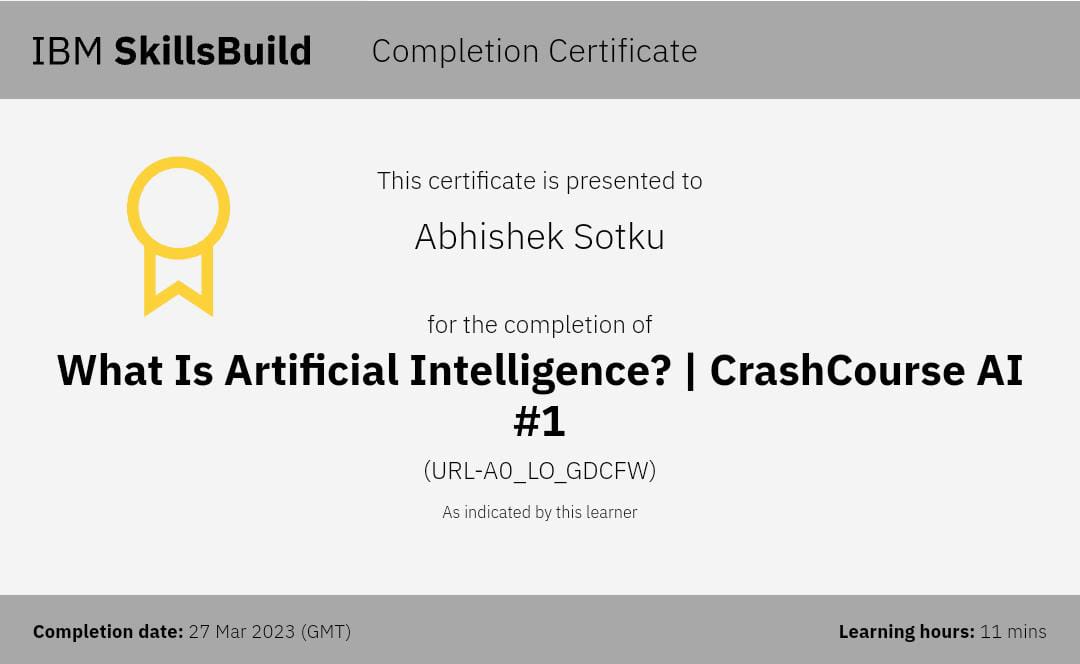 IBM SkillsBuild Completion Certificate
This certificate is presented to
Abhishek Sotku
for the completion of
What Is Artificial Intelligence? | CrashCourse AI
#1
(URL-A0_LO_GDCFW)
As indicated by this learner
Completion date: 27 Mar 2023 (GMT) Learning hours: 11 mins